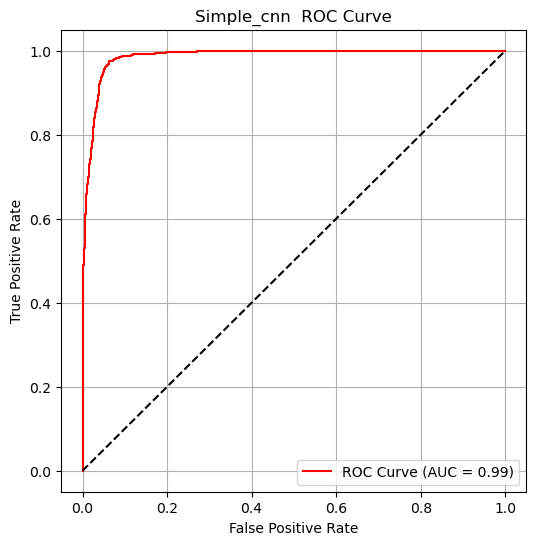 Simple_cnn  ROC Curve
True Positive Rate
1.0
0.8
0.6
0.4
0.2
0.0
ROC Curve (AUC = 0.99)
0.0 0.2 0.4 0.6 0.8 1.0
False Positive Rate